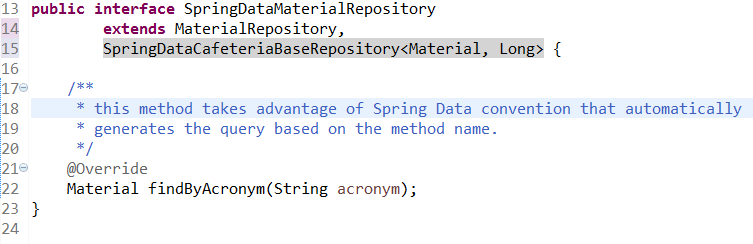 13 public interface SpringDataMaterialRepository
14         extends MaterialRepository,
15         SpringDataCafeteriaBaseRepository<Material, Long> {
16
17     /**
18      * this method takes advantage of Spring Data convention that automatically
19      * generates the query based on the method name.
20      */
21     @Override
22     Material findByAcronym(String acronym);
23 }
24